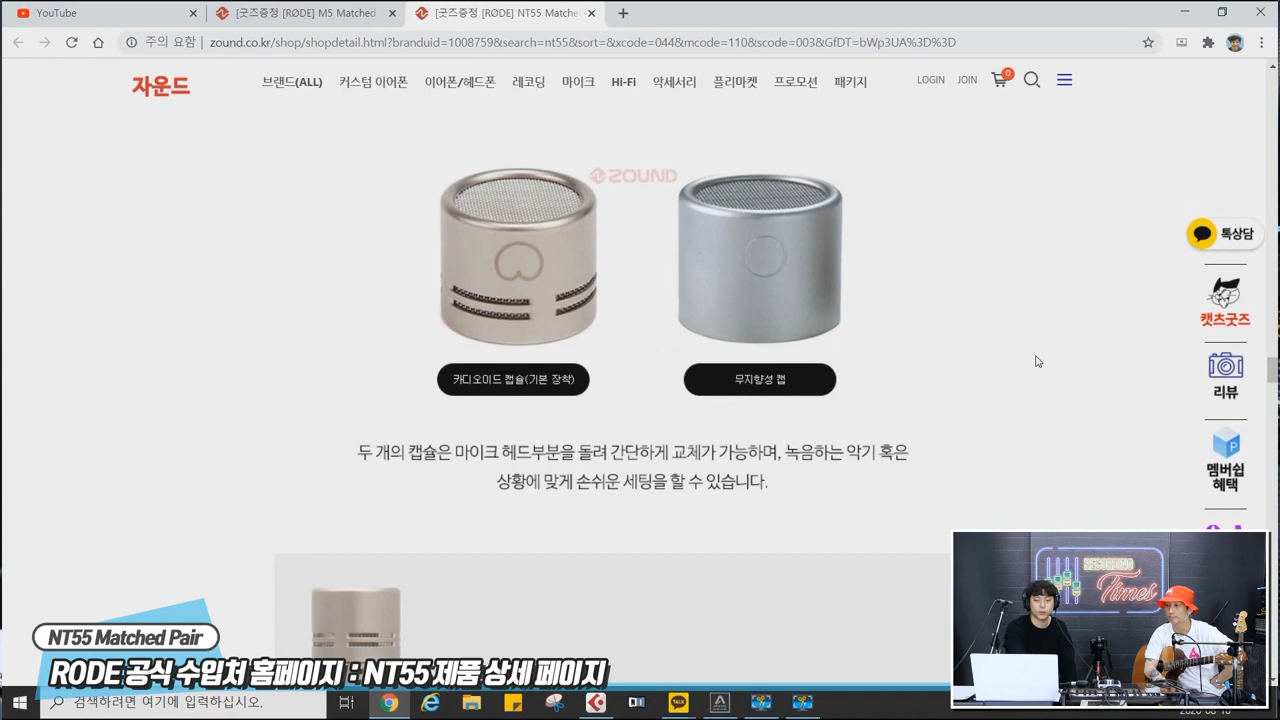 YouTube
[굿즈증정 [RØDE] M5 Matched
[굿즈증정 [RØDE] NT55 Matche
주의 요함
zound.co.kr/shop/shopdetail.html?branduid=1008759&search=nt55&sort=&xcode=044&mcode=110&scode=003&GfDT=bWp3UA%3D%3D
자운드
브랜드(ALL) 커스텀 이어폰 이어폰/헤드폰 레코딩 마이크 Hi-Fi 악세서리 플리마켓 프로모션 패키지
LOGIN JOIN 0
ZOUND
톡상담
캣츠굿즈
리뷰
멤버쉽
혜택
카디오이드 캡슐(기본 장착)
무지향성 캡
두 개의 캡슐은 마이크 헤드부분을 돌려 간단하게 교체가 가능하며, 녹음하는 악기 혹은
상황에 맞게 손쉬운 세팅을 할 수 있습니다.
RECORDING
Times
NT55 Matched Pair
RODE 공식 수입처 홈페이지 : NT55 제품 상세 페이지
검색하려면 여기에 입력하십시오.